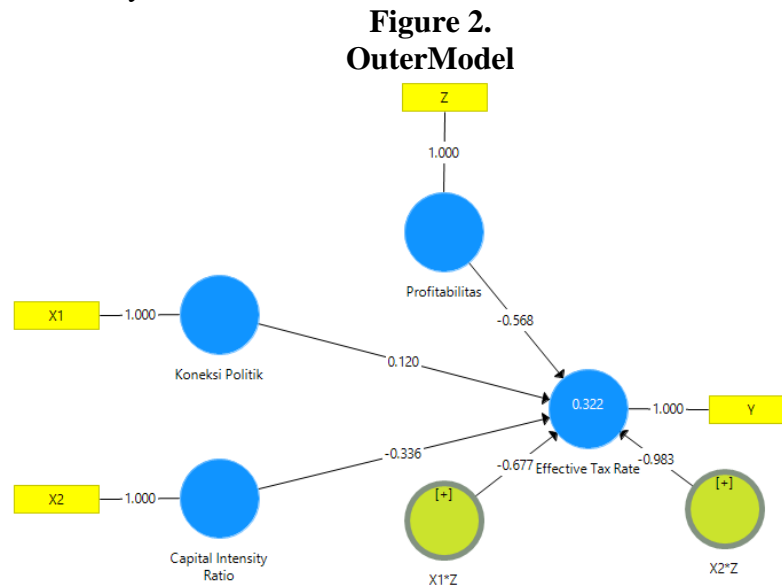 Figure 2.
OuterModel
Z
1.000
Profitabilitas
-0.568
X1
1.000
Koneksi Politik
0.120
0.322
1.000
Y
Effective Tax Rate
-0.336
X2
1.000
Capital Intensity
Ratio
-0.677
[+]
X1*Z
-0.983
[+]
X2*Z